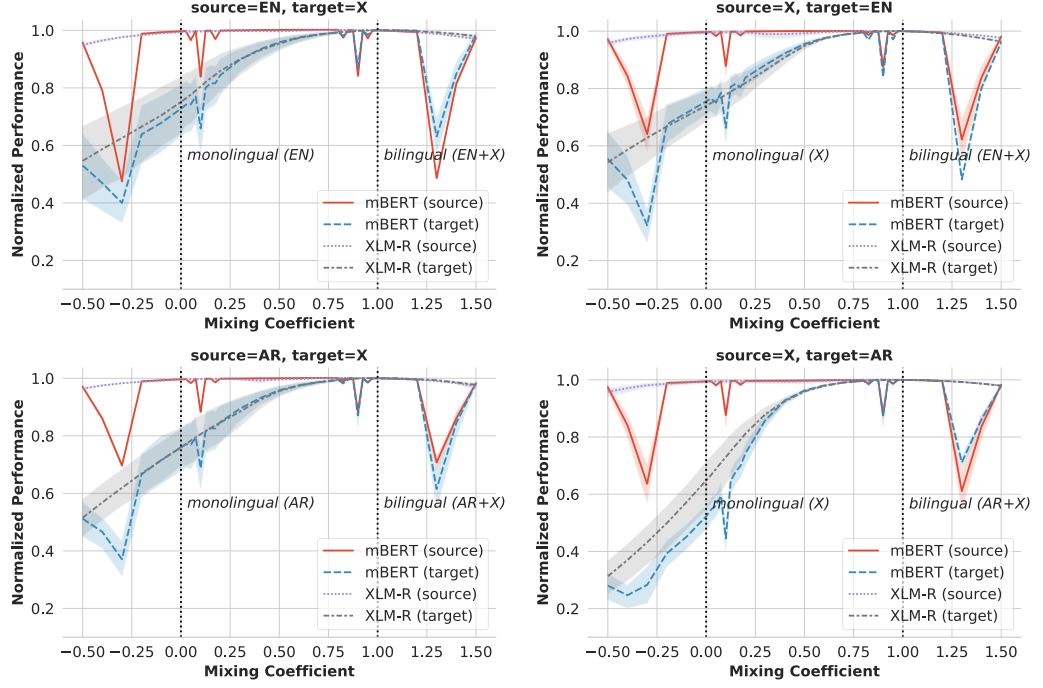 source=EN, target=X
Normalized Performance
1.0
0.8
0.6
0.4
0.2
monolingual (EN)
bilingual (EN+X)
mBERT (source)
mBERT (target)
XLM-R (source)
XLM-R (target)
−0.50 −0.25 0.00 0.25 0.50 0.75 1.00 1.25 1.50
Mixing Coefficient
source=X, target=EN
Normalized Performance
1.0
0.8
0.6
0.4
0.2
monolingual (X)
bilingual (EN+X)
mBERT (source)
mBERT (target)
XLM-R (source)
XLM-R (target)
−0.50 −0.25 0.00 0.25 0.50 0.75 1.00 1.25 1.50
Mixing Coefficient
source=AR, target=X
Normalized Performance
1.0
0.8
0.6
0.4
0.2
monolingual (AR)
bilingual (AR+X)
mBERT (source)
mBERT (target)
XLM-R (source)
XLM-R (target)
−0.50 −0.25 0.00 0.25 0.50 0.75 1.00 1.25 1.50
Mixing Coefficient
source=X, target=AR
Normalized Performance
1.0
0.8
0.6
0.4
0.2
monolingual (X)
bilingual (AR+X)
mBERT (source)
mBERT (target)
XLM-R (source)
XLM-R (target)
−0.50 −0.25 0.00 0.25 0.50 0.75 1.00 1.25 1.50
Mixing Coefficient